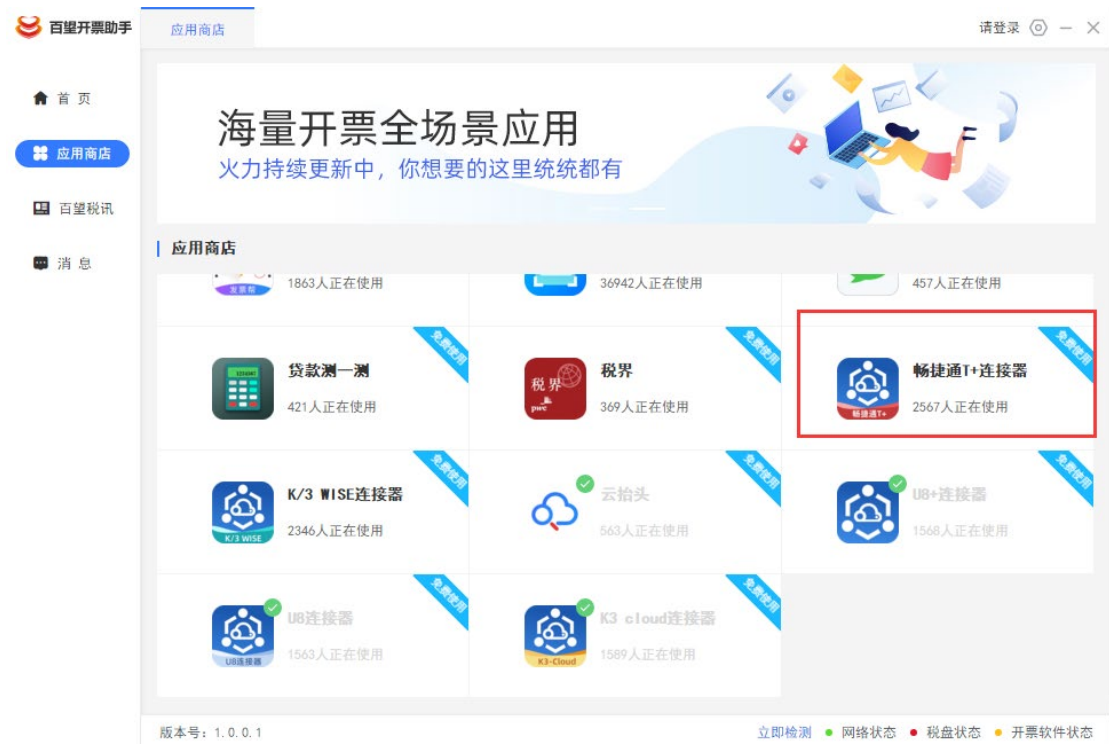 百望开票助手
应用商店
请登录
首 页
应用商店
百望税讯
消 息
海量开票全场景应用
火力持续更新中，你想要的这里统统都有
应用商店
发票帮
1863人正在使用
36942人正在使用
457人正在使用
免费使用
贷款测一测
421人正在使用
免费使用
税界
pwc
税界
369人正在使用
免费使用
畅捷通T+
畅捷通T+连接器
2567人正在使用
免费使用
K/3 WISE
K/3 WISE连接器
2346人正在使用
免费使用
云抬头
563人正在使用
免费使用
U8+连接器
1568人正在使用
免费使用
U8连接器
U8连接器
1563人正在使用
免费使用
K3-Cloud
K3 cloud连接器
1589人正在使用
版本号: 1.0.0.1
立即检测
网络状态
税盘状态
开票软件状态